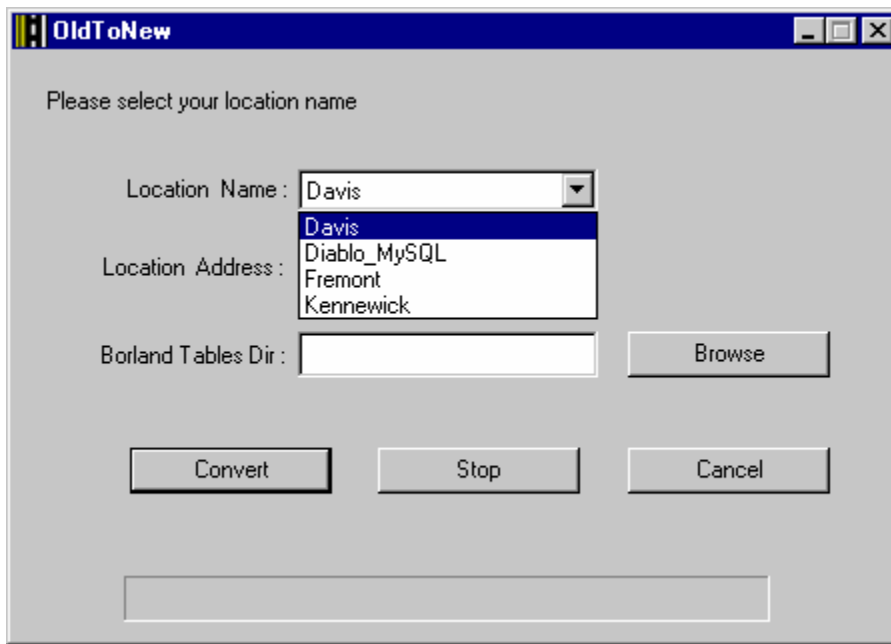 OldToNew
Please select your location name
Location Name : Davis
Davis
Diablo_MySQL
Location Address :
Fremont
Kennewick
Borland Tables Dir : Browse
Convert Stop Cancel